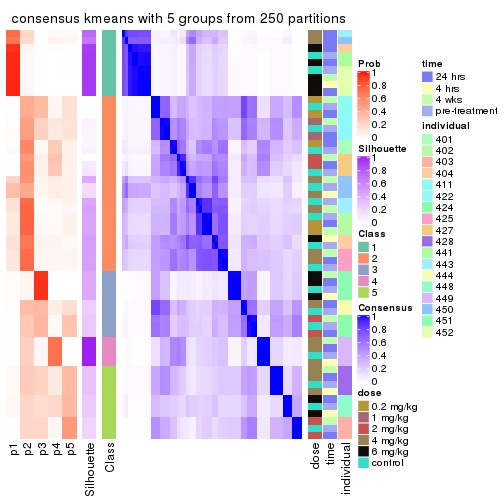 consensus kmeans with 5 groups from 250 partitions
Prob
1
0.8
0.6
0.4
0.2
0
Silhouette
1
0.8
0.6
0.4
0.2
0
Class
1
2
3
4
5
Consensus
1
0.8
0.6
0.4
0.2
0
dose
0.2 mg/kg
1 mg/kg
2 mg/kg
4 mg/kg
6 mg/kg
control
time
24 hrs
4 hrs
4 wks
pre-treatment
individual
401
402
403
404
411
422
424
425
427
428
441
443
444
448
449
450
451
452
p1
p2
p3
p4
p5
Silhouette
Class
dose
time
individual